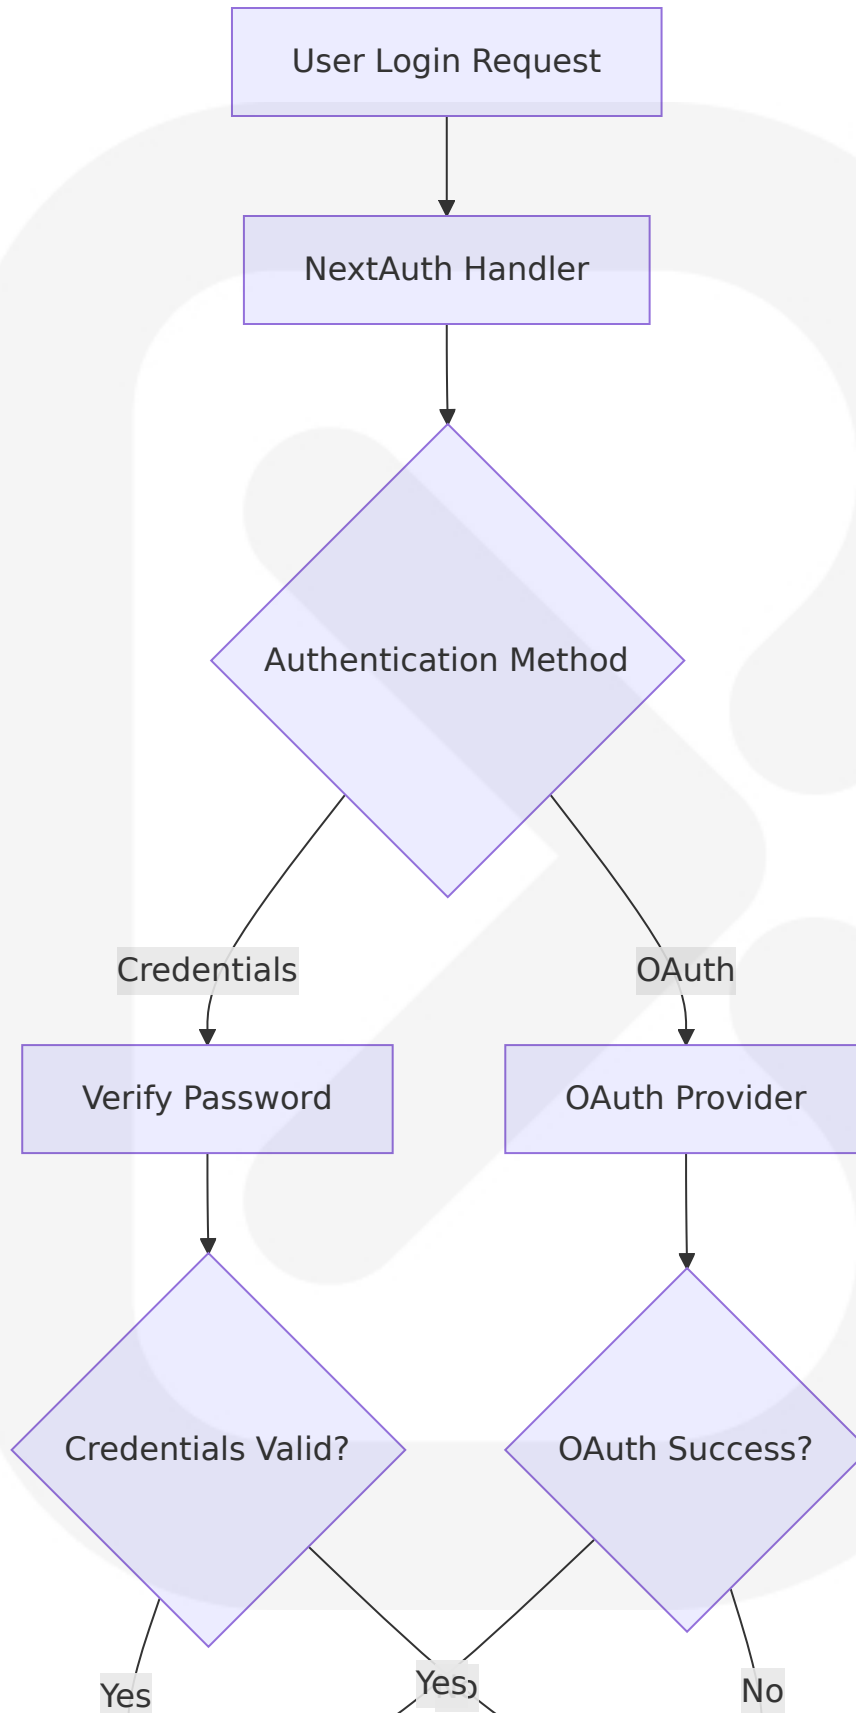 User Login Request
NextAuth Handler
Authentication Method
Credentials
OAuth
Verify Password
OAuth Provider
Credentials Valid?
OAuth Success?
Yes
Yes
No